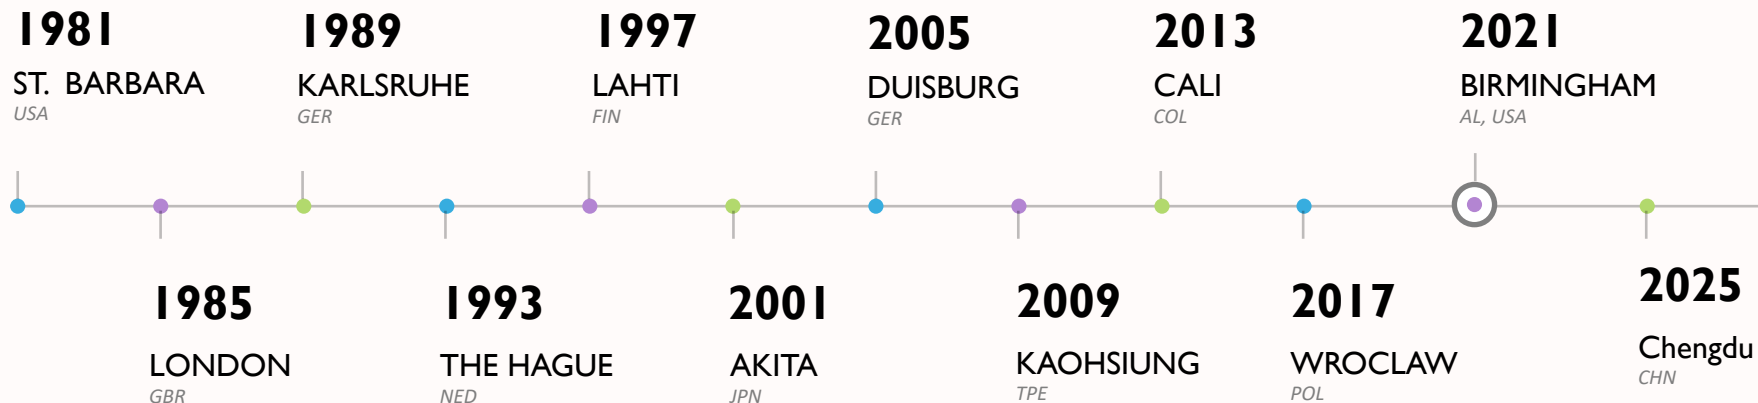 1981
ST. BARBARA
USA
1989
KARLSRUHE
GER
1997
LAHTI
FIN
2005
DUISBURG
GER
2013
CALI
COL
2021
BIRMINGHAM
AL, USA
1985
LONDON
GBR
1993
THE HAGUE
NED
2001
AKITA
JPN
2009
KAOHSIUNG
TPE
2017
WROCLAW
POL
2025
Chengdu
CHN